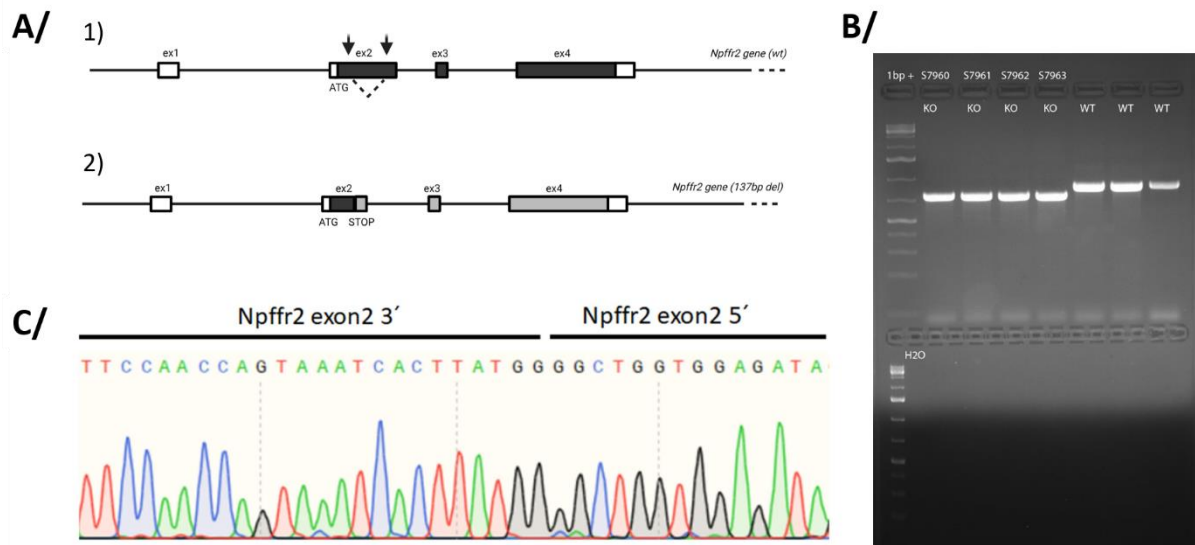 A/
1)
ex1 ex2 ex3 ex4 Npffr2 gene (wt)
ATG
2)
ex1 ex2 ex3 ex4 Npffr2 gene (137bp del)
ATG STOP
B/
1bp + S7960 S7961 S7962 S7963
KO KO KO KO WT WT WT
H2O
C/
Npffr2 exon2 3´ Npffr2 exon2 5´
T T C C A A C C A G T A A A T C A C T T A T G G G G C T G G T G G A G A T A